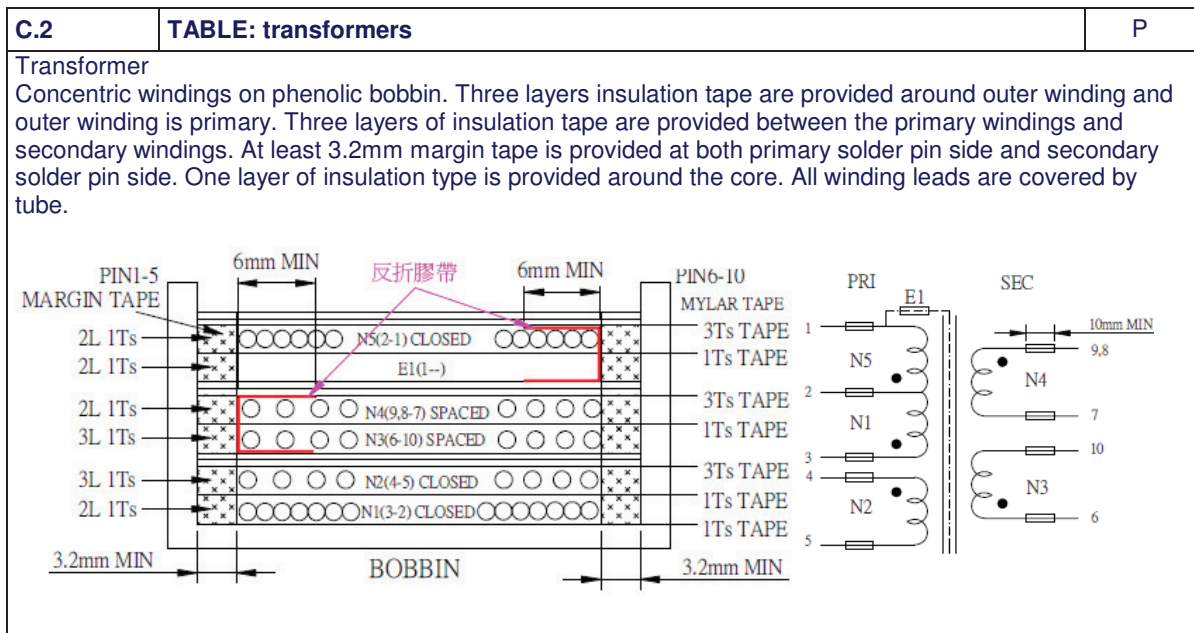 C.2 TABLE: transformers P
Transformer
Concentric windings on phenolic bobbin. Three layers insulation tape are provided around outer winding and
outer winding is primary. Three layers of insulation tape are provided between the primary windings and
secondary windings. At least 3.2mm margin tape is provided at both primary solder pin side and secondary
solder pin side. One layer of insulation type is provided around the core. All winding leads are covered by
tube.
PIN1-5
MARGIN TAPE
6mm MIN
反折膠帶
6mm MIN
PIN6-10
MYLAR TAPE
2L 1Ts
2L 1Ts
2L 1Ts
3L 1Ts
3L 1Ts
2L 1Ts
N5(2-1) CLOSED
E1(1--)
N4(9,8-7) SPACED
N3(6-10) SPACED
N2(4-5) CLOSED
N1(3-2) CLOSED
3Ts TAPE
1Ts TAPE
3Ts TAPE
1Ts TAPE
3Ts TAPE
1Ts TAPE
1Ts TAPE
3.2mm MIN
BOBBIN
3.2mm MIN
PRI
E1
SEC
1
N5
2
N1
3
4
N2
5
10mm MIN
9,8
N4
7
10
N3
6